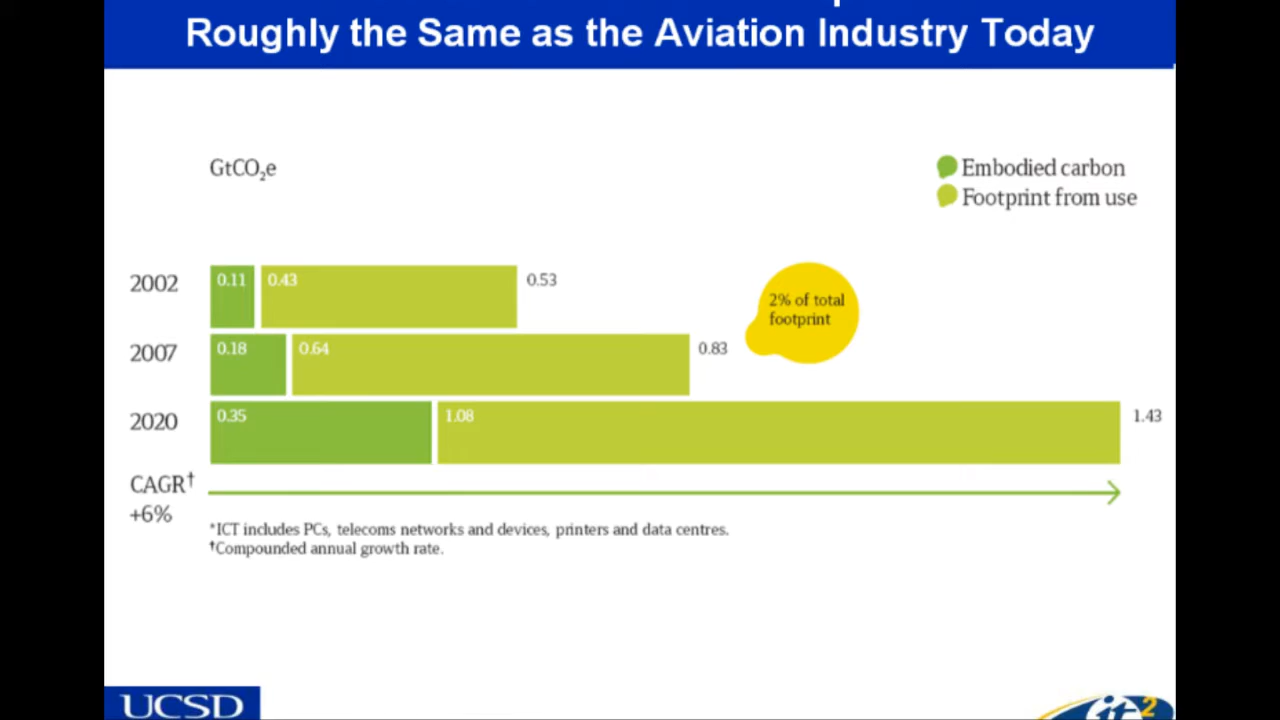 Roughly the Same as the Aviation Industry Today
GtCO₂e
Embodied carbon
Footprint from use
2002
0.11
0.43
0.53
2% of total
footprint
2007
0.18
0.64
0.83
2020
0.35
1.08
1.43
CAGR†
+6%
*ICT includes PCs, telecoms networks and devices, printers and data centres.
†Compounded annual growth rate.
UCSD